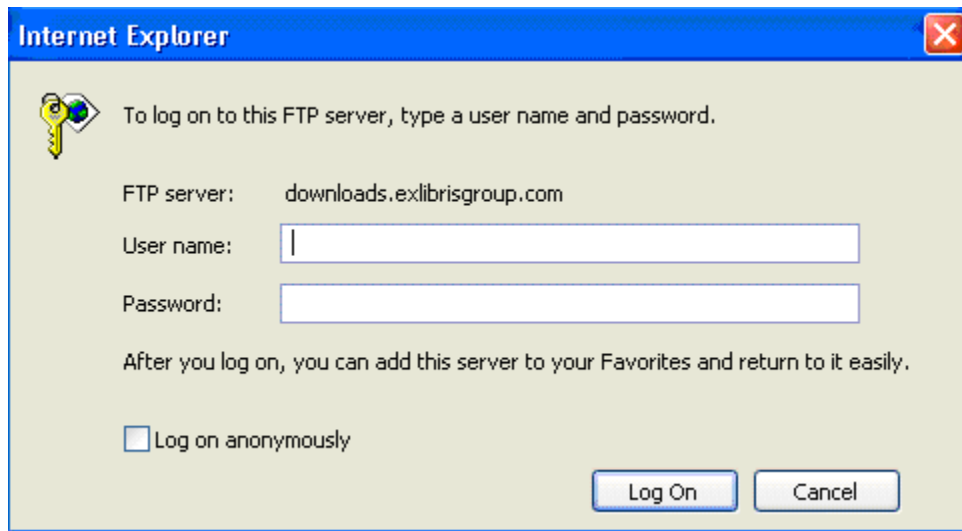 Internet Explorer
To log on to this FTP server, type a user name and password.
FTP server: downloads.exlibrisgroup.com
User name:
Password:
After you log on, you can add this server to your Favorites and return to it easily.
Log on anonymously
Log On Cancel